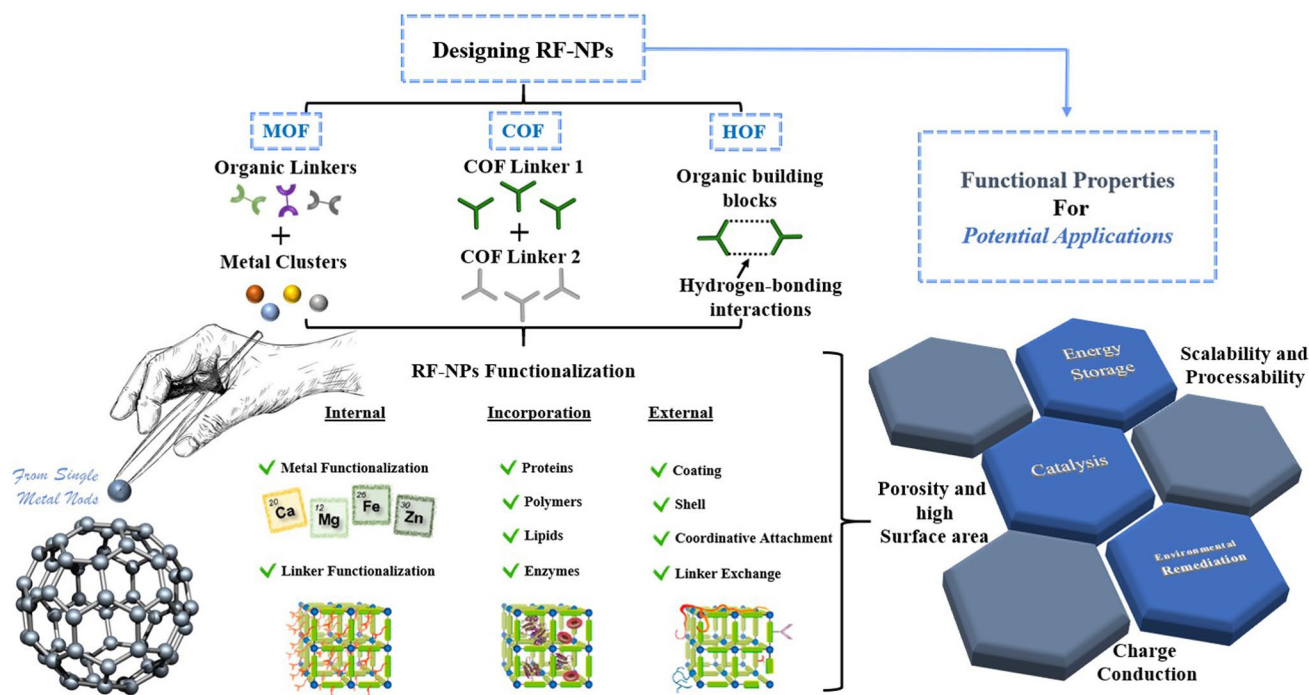 Designing RF-NPs
MOF
Organic Linkers
+
Metal Clusters
COF
COF Linker 1
+
COF Linker 2
HOF
Organic building
blocks
Hydrogen-bonding
interactions
Functional Properties
For
Potential Applications
RF-NPs Functionalization
Internal
Metal Functionalization
20
Ca
12
Mg
26
Fe
30
Zn
Linker Functionalization
Incorporation
Proteins
Polymers
Lipids
Enzymes
External
Coating
Shell
Coordinative Attachment
Linker Exchange
From Single
Metal Nods
Energy
Storage
Scalability and
Processability
Catalysis
Porosity and
high
Surface area
Environmental
Remediation
Charge
Conduction